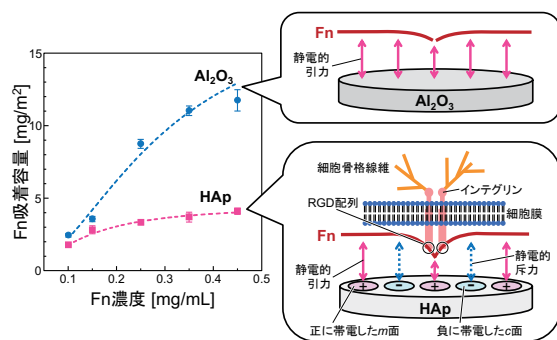 Fn吸着容量 [mg/m²]
15
10
5
0
0
0.1
0.2
0.3
0.4
0.5
Fn濃度 [mg/mL]
Al₂O₃
HAp
Fn
静電的
引力
Al₂O₃
細胞骨格線維
インテグリン
RGD配列
細胞膜
Fn
静電的
引力
静電的
斥力
+
−
+
−
+
HAp
正に帯電したm面
負に帯電したc面